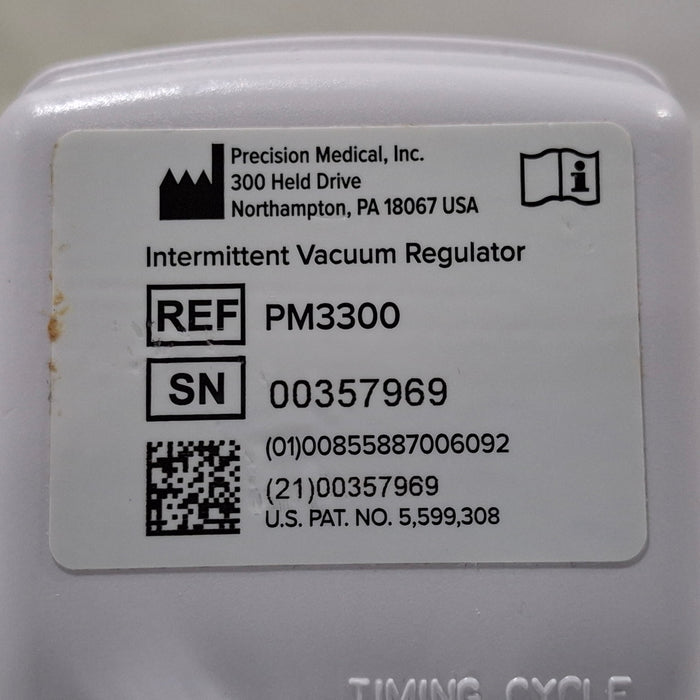 Precision Medical, Inc.
300 Held Drive
Northampton, PA 18067 USA
Intermittent Vacuum Regulator
REF PM3300
SN 00357969
(01)00855887006092
(21)00357969
U.S. PAT. NO. 5,599,308
TIMING CYCLE